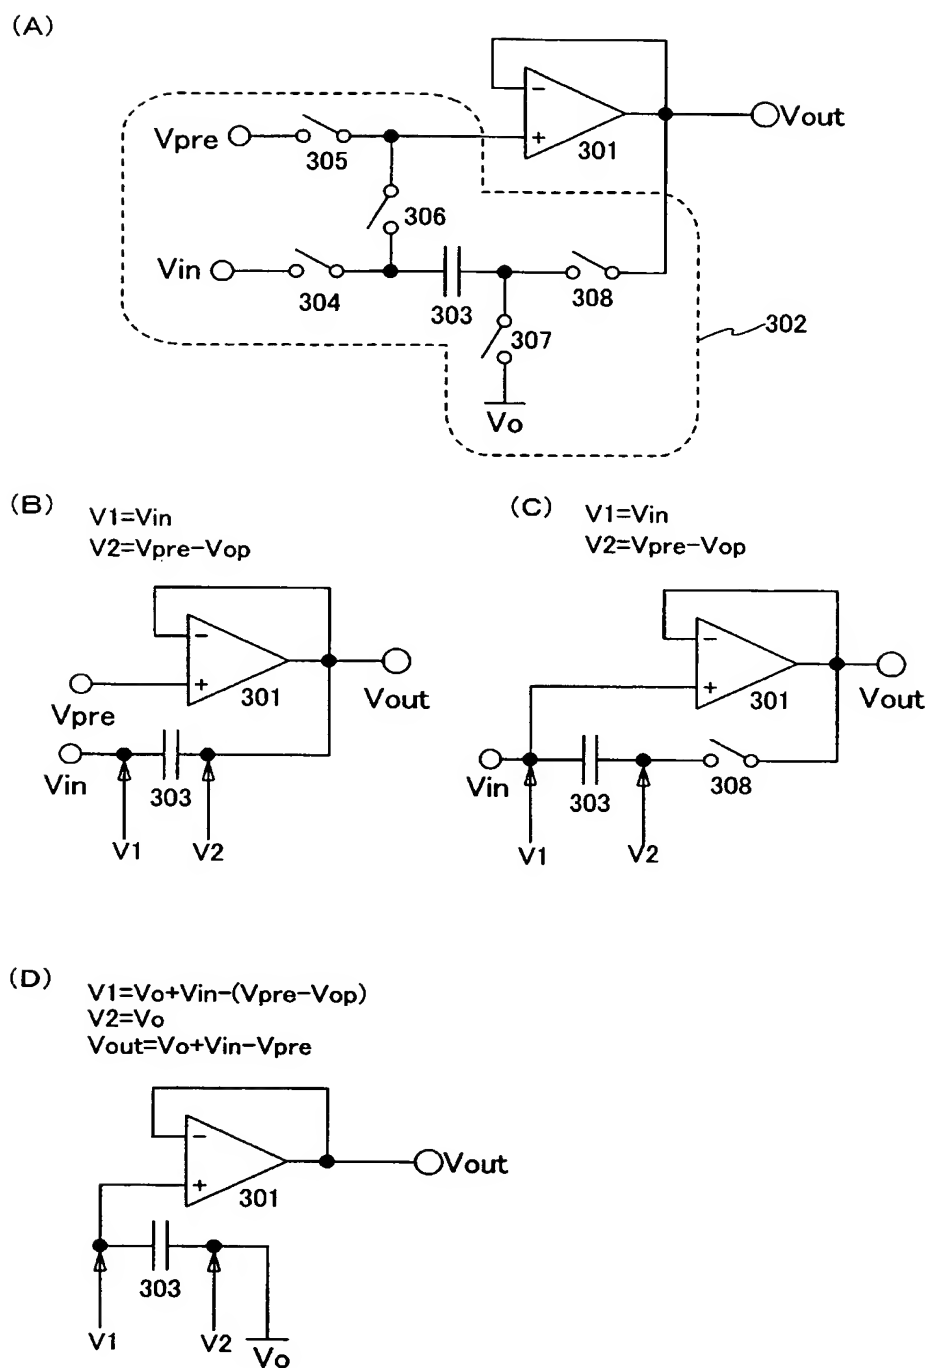 (A)
Vpre
305
301
Vout
306
Vin
304
303
308
307
302
Vo
(B)
V1=Vin
V2=Vpre-Vop
301
Vout
Vpre
Vin
303
V1
V2
(C)
V1=Vin
V2=Vpre-Vop
301
Vout
Vin
303
308
V1
V2
(D)
V1=Vo+Vin-(Vpre-Vop)
V2=Vo
Vout=Vo+Vin-Vpre
301
Vout
303
V1
V2
Vo